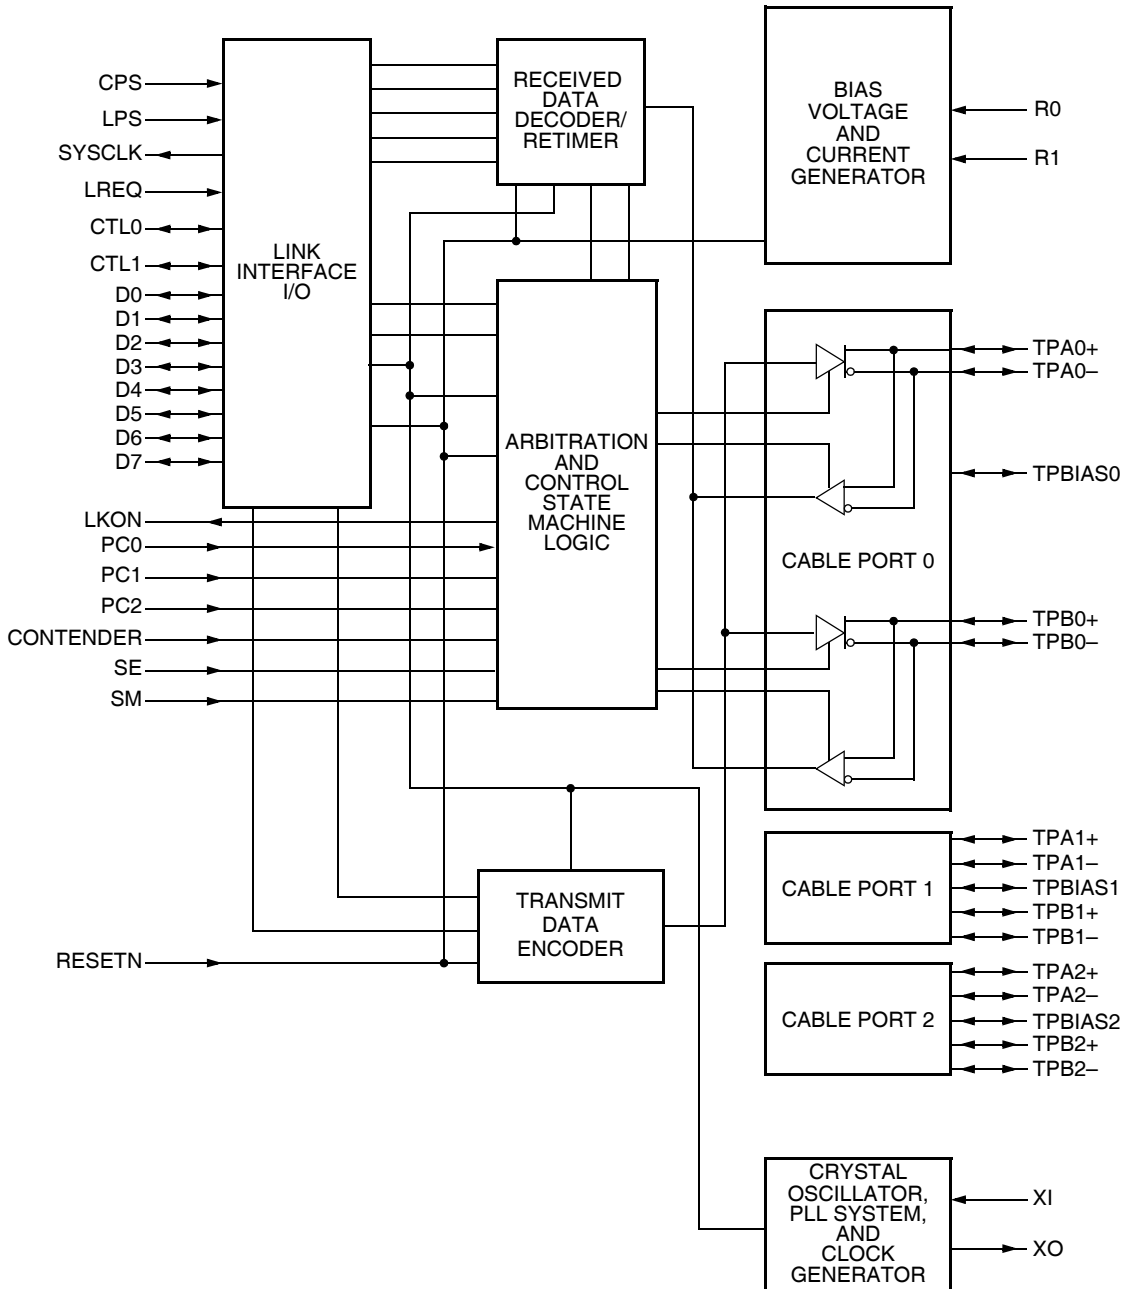 CPS
LPS
SYSCLK
LREQ
CTL0
CTL1
D0
D1
D2
D3
D4
D5
D6
D7
LKON
PC0
PC1
PC2
CONTENDER
SE
SM
RESETN
LINK
INTERFACE
I/O
RECEIVED
DATA
DECODER/
RETIMER
ARBITRATION
AND
CONTROL
STATE
MACHINE
LOGIC
TRANSMIT
DATA
ENCODER
BIAS
VOLTAGE
AND
CURRENT
GENERATOR
R0
R1
CABLE PORT 0
TPA0+
TPA0–
TPBIAS0
TPB0+
TPB0–
CABLE PORT 1
TPA1+
TPA1–
TPBIAS1
TPB1+
TPB1–
CABLE PORT 2
TPA2+
TPA2–
TPBIAS2
TPB2+
TPB2–
CRYSTAL
OSCILLATOR,
PLL SYSTEM,
AND
CLOCK
GENERATOR
XI
XO